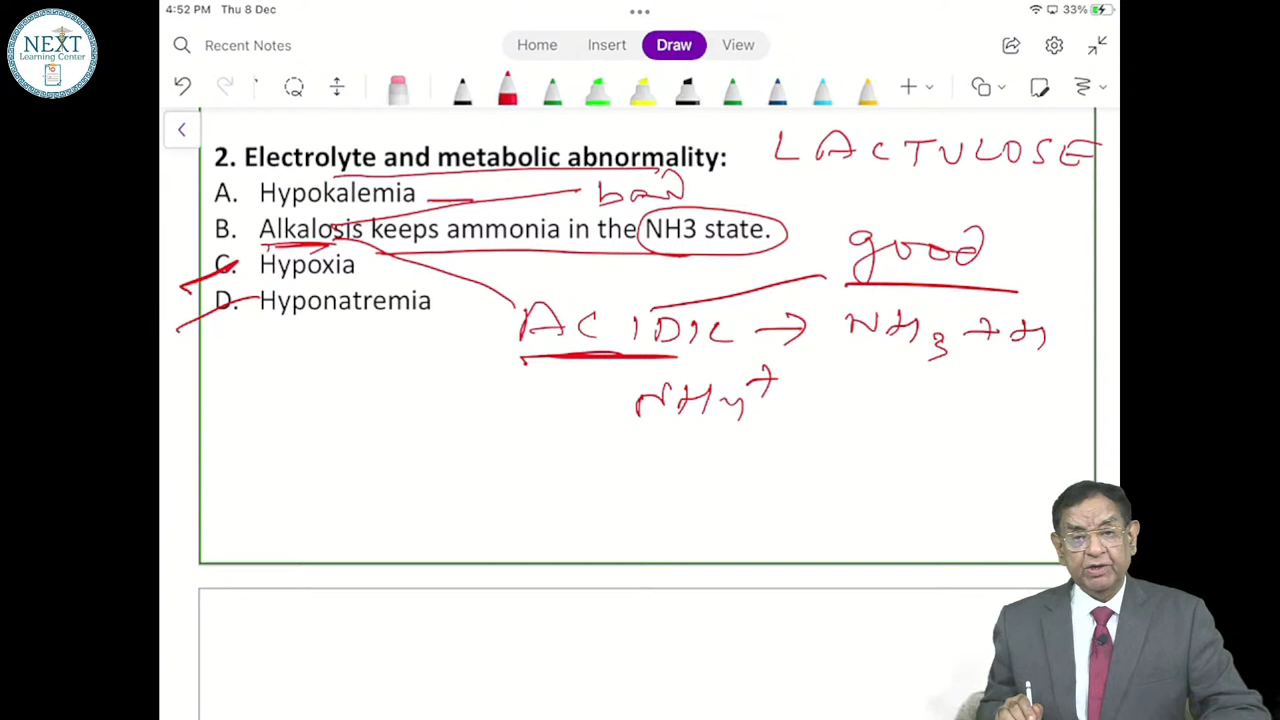 4:52 PM Thu 8 Dec
33%
NEXT
Learning Center
Recent Notes
Home Insert Draw View
2. Electrolyte and metabolic abnormality:
LACTULOSE
A. Hypokalemia
bad
B. Alkalosis keeps ammonia in the NH3 state.
good
C. Hypoxia
D. Hyponatremia
ACIDIC → NH3 + H
NH4+